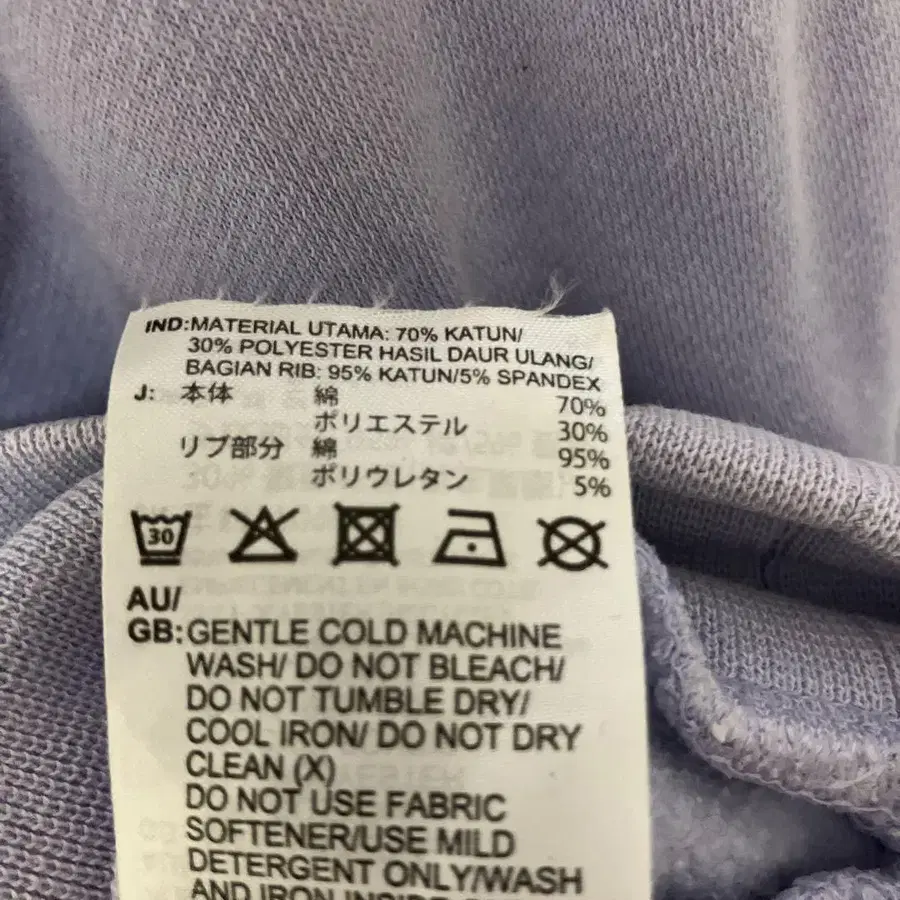 IND:MATERIAL UTAMA: 70% KATUN/
30% POLYESTER HASIL DAUR ULANG/
BAGIAN RIB: 95% KATUN/5% SPANDEX
J: 本体 綿 70%
ポリエステル 30%
リブ部分 綿 95%
ポリウレタン 5%
30
AU/
GB:GENTLE COLD MACHINE
WASH/ DO NOT BLEACH/
DO NOT TUMBLE DRY/
COOL IRON/ DO NOT DRY
CLEAN (X)
DO NOT USE FABRIC
SOFTENER/USE MILD
DETERGENT ONLY/WASH
AND IRON INSIDE